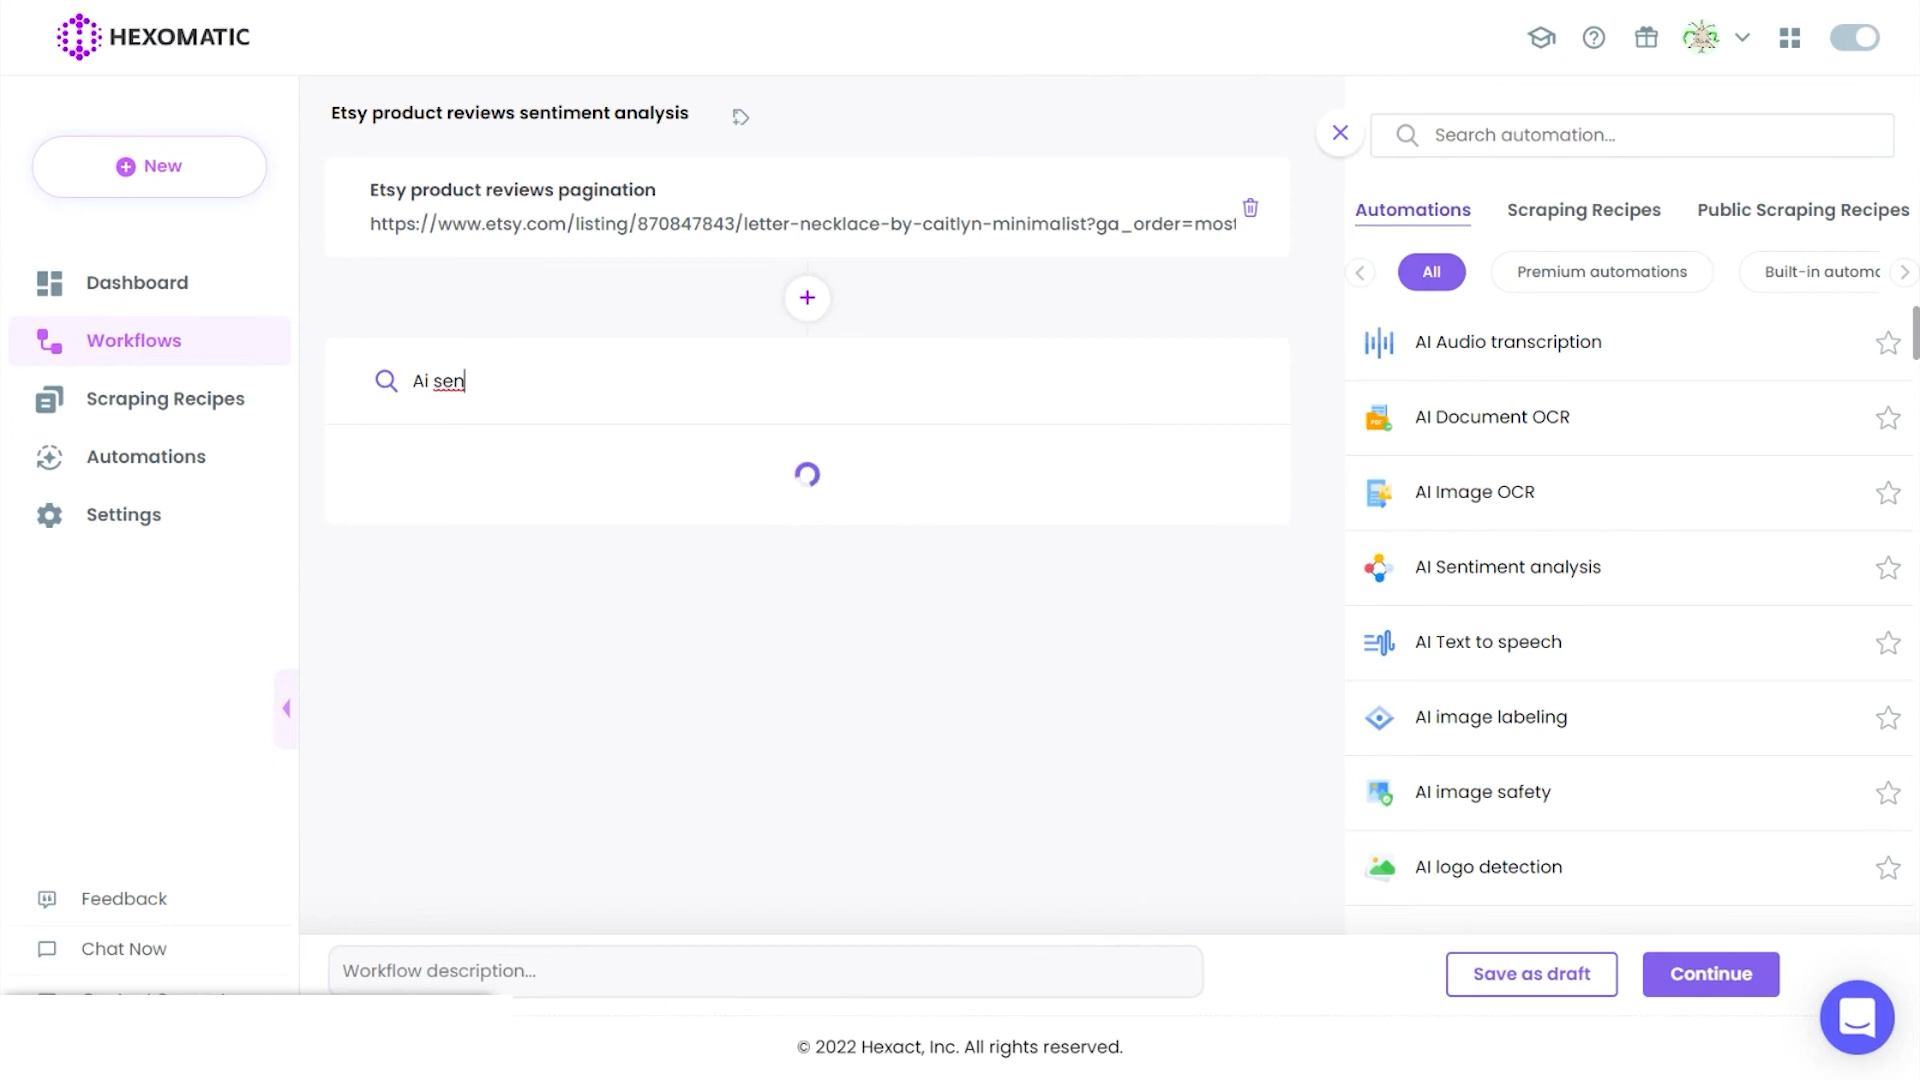 HEXOMATIC
New
Dashboard
Workflows
Scraping Recipes
Automations
Settings
Feedback
Chat Now
Etsy product reviews sentiment analysis
Etsy product reviews pagination
https://www.etsy.com/listing/870847843/letter-necklace-by-caitlyn-minimalist?ga_order=most
+
Ai sen
Search automation...
Automations Scraping Recipes Public Scraping Recipes
All Premium automations Built-in automc
AI Audio transcription
AI Document OCR
AI Image OCR
AI Sentiment analysis
AI Text to speech
AI image labeling
AI image safety
AI logo detection
Workflow description...
Save as draft Continue
© 2022 Hexact, Inc. All rights reserved.